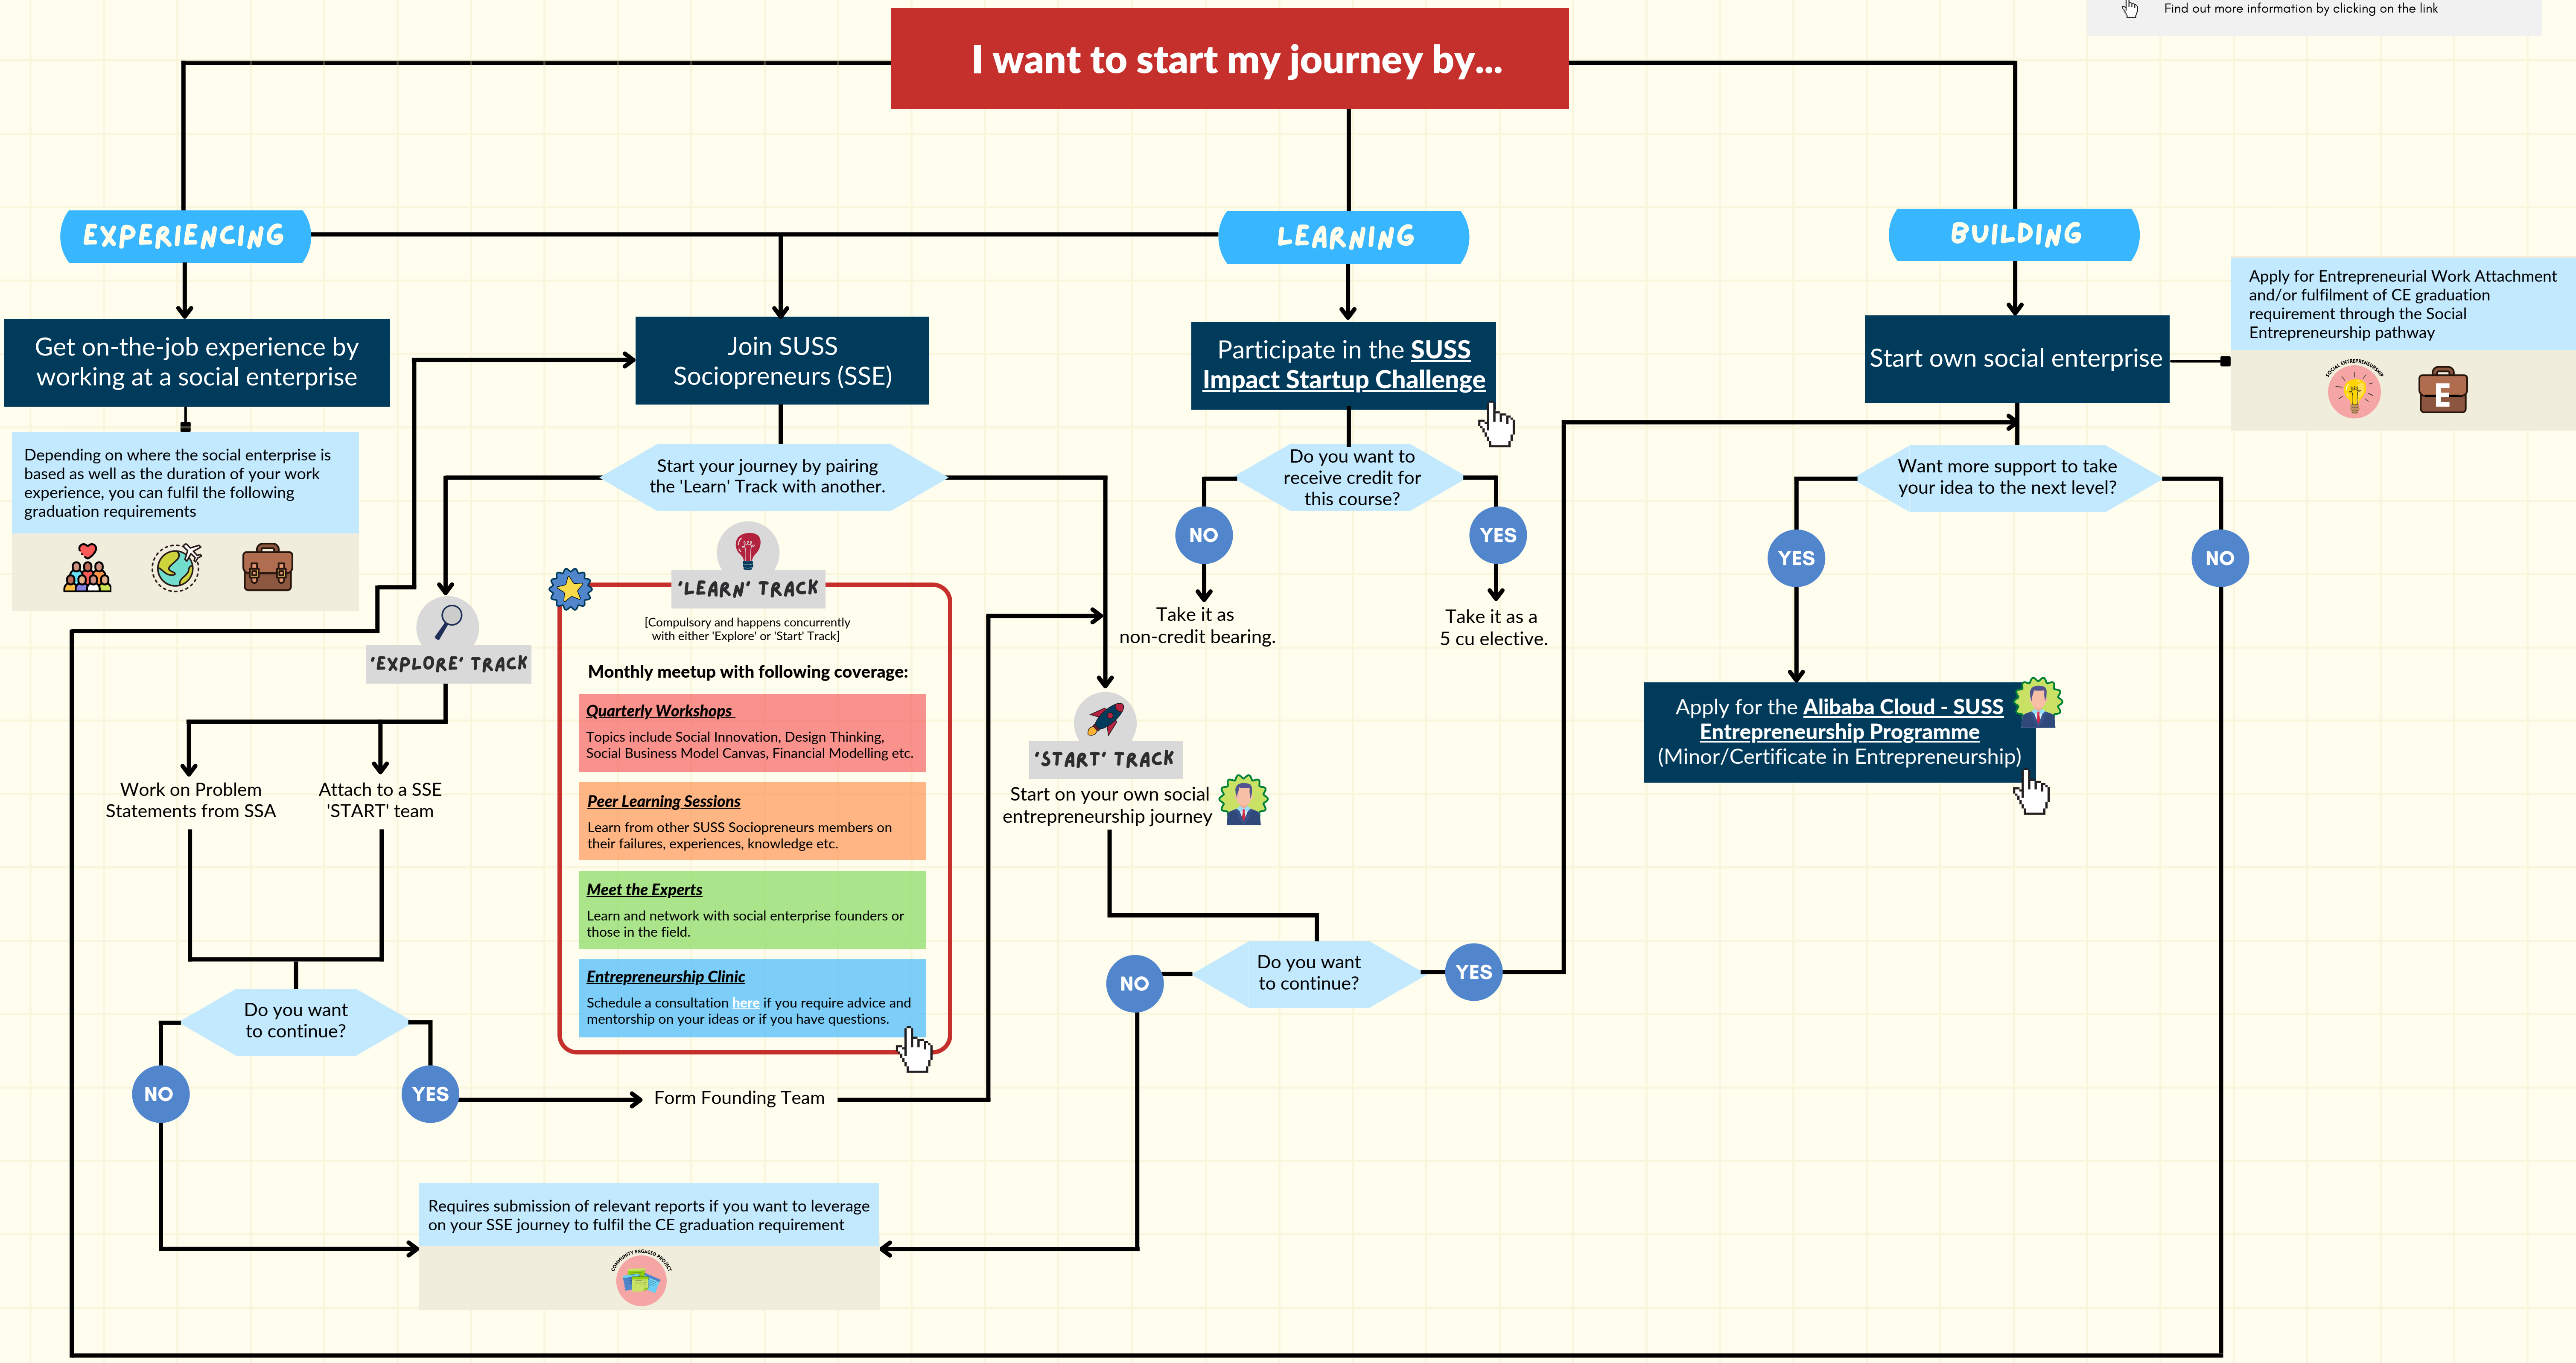 Find out more information by clicking on the link
I want to start my journey by...
EXPERIENCING
LEARNING
BUILDING
Get on-the-job experience by
working at a social enterprise
Depending on where the social enterprise is
based as well as the duration of your work
experience, you can fulfil the following
graduation requirements
Join SUSS
Sociopreneurs (SSE)
Start your journey by pairing
the 'Learn' Track with another.
'EXPLORE' TRACK
Work on Problem
Statements from SSA
Attach to a SSE
'START' team
Do you want
to continue?
NO
YES
Form Founding Team
'LEARN' TRACK
[Compulsory and happens concurrently
with either 'Explore' or 'Start' Track]
Monthly meetup with following coverage:
Quarterly Workshops
Topics include Social Innovation, Design Thinking,
Social Business Model Canvas, Financial Modelling etc.
Peer Learning Sessions
Learn from other SUSS Sociopreneurs members on
their failures, experiences, knowledge etc.
Meet the Experts
Learn and network with social enterprise founders or
those in the field.
Entrepreneurship Clinic
Schedule a consultation here if you require advice and
mentorship on your ideas or if you have questions.
'START' TRACK
Start on your own social
entrepreneurship journey
Do you want
to continue?
NO
YES
Requires submission of relevant reports if you want to leverage
on your SSE journey to fulfil the CE graduation requirement
COMMUNITY ENGAGED PROJECT
Participate in the SUSS
Impact Startup Challenge
Do you want to
receive credit for
this course?
NO
YES
Take it as
non-credit bearing.
Take it as a
5 cu elective.
Start own social enterprise
Apply for Entrepreneurial Work Attachment
and/or fulfilment of CE graduation
requirement through the Social
Entrepreneurship pathway
SOCIAL ENTREPRENEURSHIP
E
Want more support to take
your idea to the next level?
YES
NO
Apply for the Alibaba Cloud - SUSS
Entrepreneurship Programme
(Minor/Certificate in Entrepreneurship)